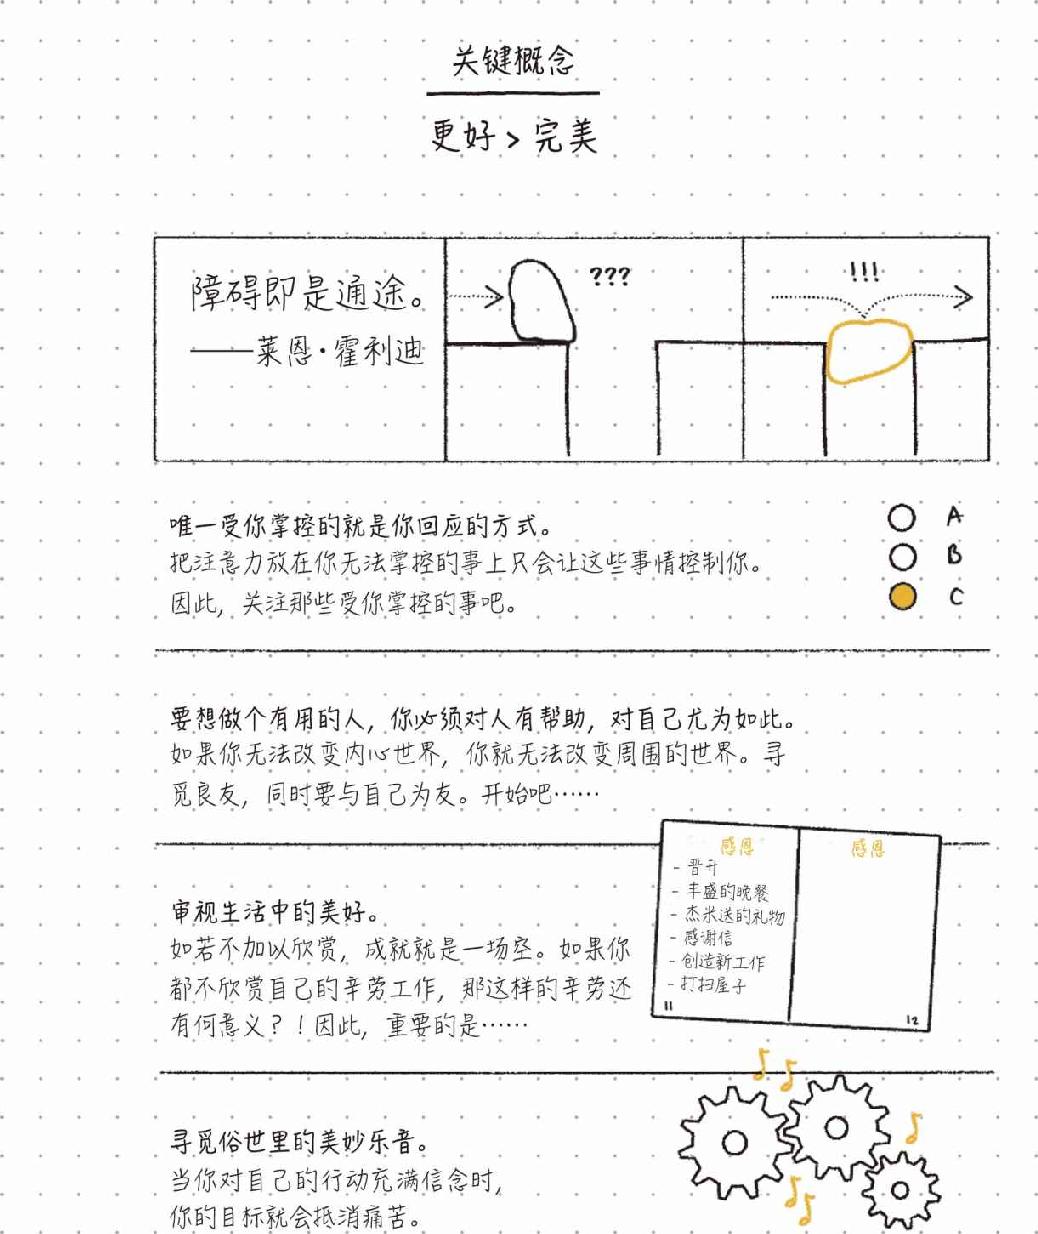 关键概念
更好 > 完美
障碍即是通途。
——莱恩·霍利迪
???
!!!
唯一受你掌控的就是你回应的方式。
把注意力放在你无法掌控的事上只会让这些事情控制你。
因此，关注那些受你掌控的事吧。
A
B
C
要想做个有用的人，你必须对人有帮助，对自己尤为如此。
如果你无法改变内心世界，你就无法改变周围的世界。寻
觅良友，同时要与自己为友。开始吧……
审视生活中的美好。
如若不加以欣赏，成就就是一场空。如果你
都不欣赏自己的辛劳工作，那这样的辛劳还
有何意义？！因此，重要的是……
感恩
- 晋升
- 丰盛的晚餐
- 杰米送的礼物
- 感谢信
- 创造新工作
- 打扫屋子
11
感恩
12
寻觅俗世里的美妙乐音。
当你对自己的行动充满信念时，
你的目标就会抵消痛苦。